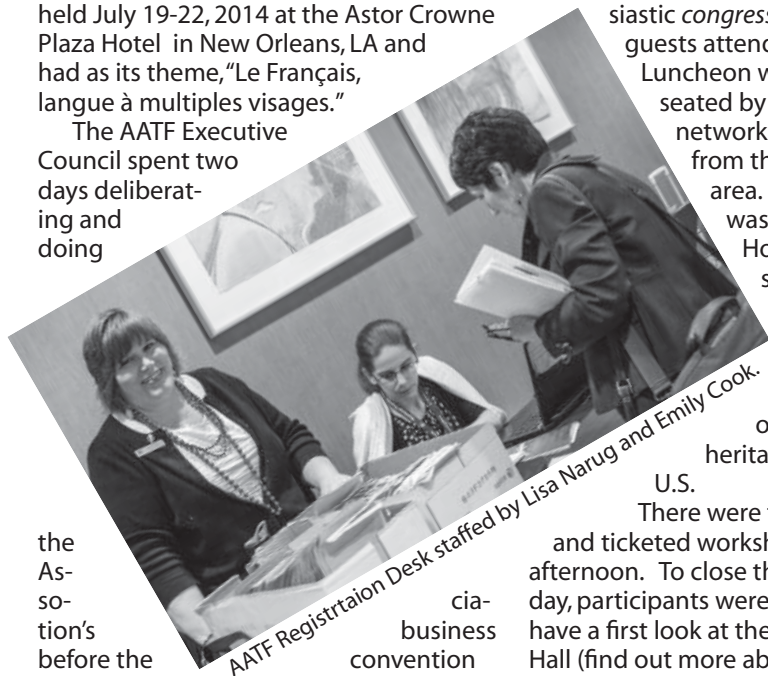 held July 19-22, 2014 at the Astor Crowne
Plaza Hotel in New Orleans, LA and
had as its theme, “Le Français,
langue à multiples visages.”
The AATF Executive
Council spent two
days deliberat-
ing and
doing
the
As-
so- cia-
tion’s business
before the convention
AATF Registrtaion Desk staffed by Lisa Narug and Emily Cook.
siastic congress
guests attend
Luncheon w
seated by
network
from th
area.
was
Ho
s
o
herita
U.S.
There were
and ticketed worksh
afternoon. To close th
day, participants were
have a first look at the
Hall (find out more ab